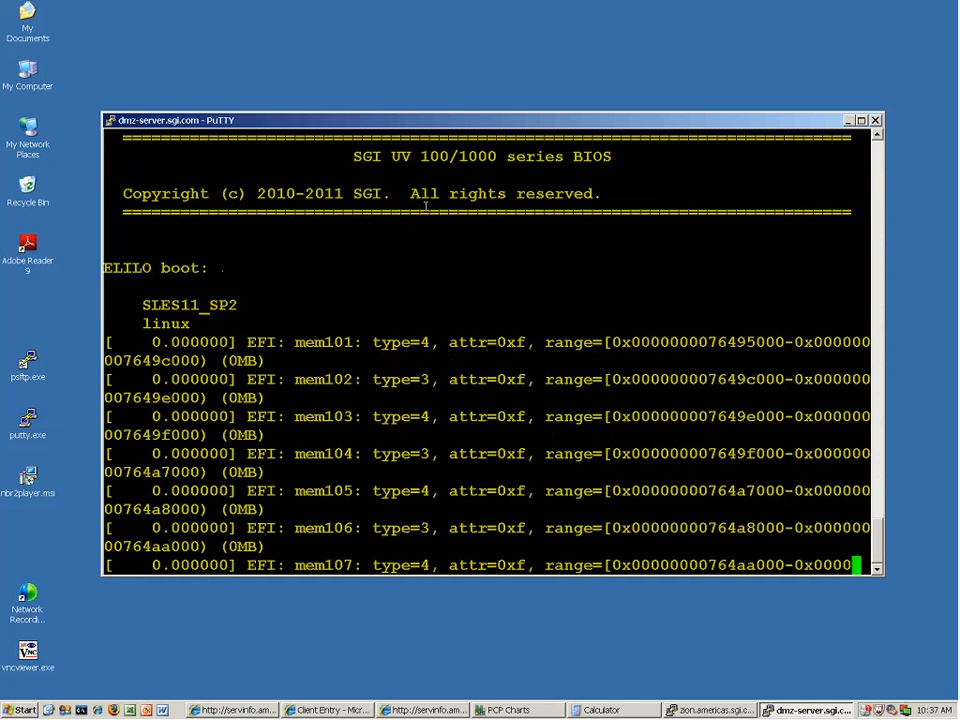 My
Documents
My Computer
My Network
Places
Recycle Bin
Adobe Reader
9
psftp.exe
putty.exe
nbr2player.msi
Network
Recordi...
vncviewer.exe
dmz-server.sgi.com - PuTTY
============================================================================
SGI UV 100/1000 series BIOS
Copyright (c) 2010-2011 SGI.  All rights reserved.
============================================================================
ELILO boot: .
SLES11_SP2
linux
[    0.000000] EFI: mem101: type=4, attr=0xf, range=[0x0000000076495000-0x000000
007649c000) (0MB)
[    0.000000] EFI: mem102: type=3, attr=0xf, range=[0x000000007649c000-0x000000
007649e000) (0MB)
[    0.000000] EFI: mem103: type=4, attr=0xf, range=[0x000000007649e000-0x000000
007649f000) (0MB)
[    0.000000] EFI: mem104: type=3, attr=0xf, range=[0x000000007649f000-0x000000
00764a7000) (0MB)
[    0.000000] EFI: mem105: type=4, attr=0xf, range=[0x00000000764a7000-0x000000
00764a8000) (0MB)
[    0.000000] EFI: mem106: type=3, attr=0xf, range=[0x00000000764a8000-0x000000
00764aa000) (0MB)
[    0.000000] EFI: mem107: type=4, attr=0xf, range=[0x00000000764aa000-0x0000
Start http://servinfo.am... Client Entry - Micr... http://servinfo.am... PCP Charts Calculator zion.americas.sgi.c... dmz-server.sgi.com... 10:37 AM